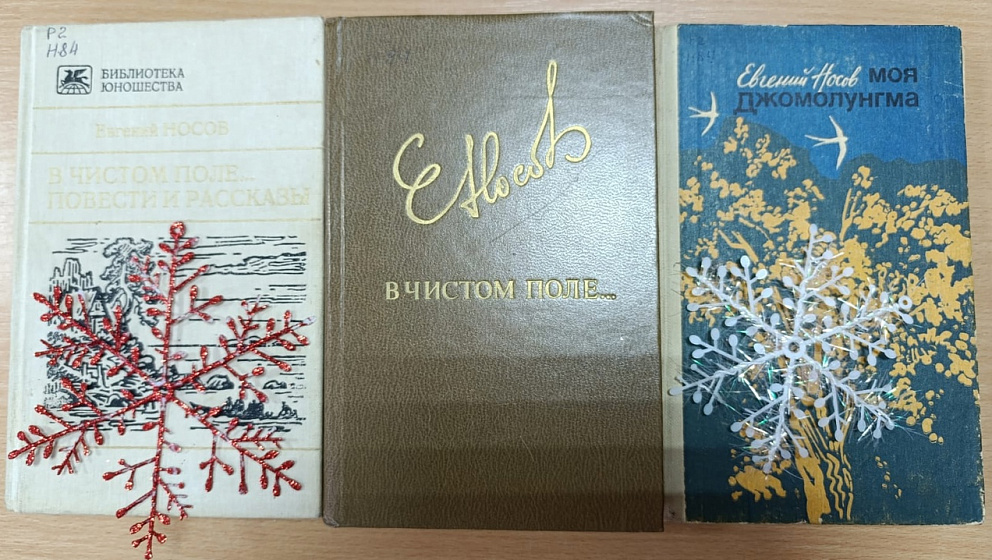 Р2
Н84
БИБЛИОТЕКА
ЮНОШЕСТВА
Евгений НОСОВ
В ЧИСТОМ ПОЛЕ...
ПОВЕСТИ И РАССКАЗЫ
Е Носов
В ЧИСТОМ ПОЛЕ...
Евгений Носов МОЯ
ДЖОМОЛУНГМА